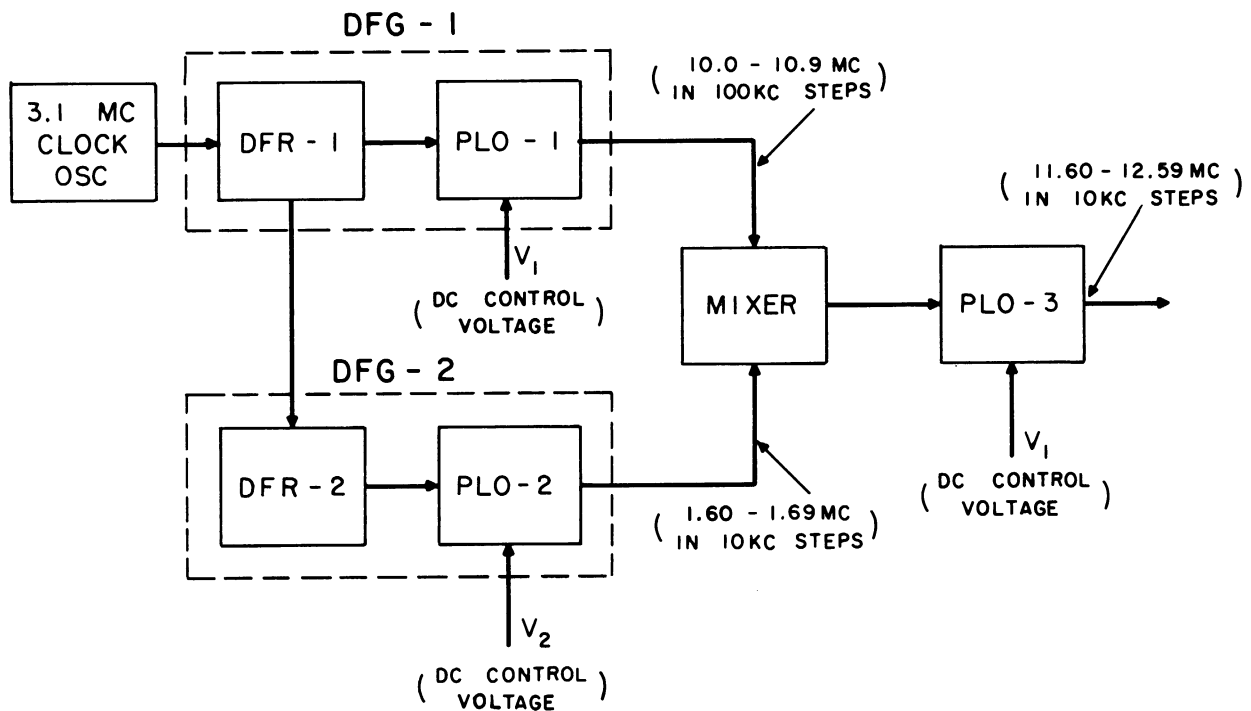 DFG - 1
3.1 MC
CLOCK
OSC
DFR - 1
PLO - 1
( 10.0 - 10.9 MC
IN 100KC STEPS )
V1
( DC CONTROL
VOLTAGE )
MIXER
PLO - 3
( 11.60 - 12.59 MC
IN 10KC STEPS )
V1
( DC CONTROL
VOLTAGE )
DFG - 2
DFR - 2
PLO - 2
( 1.60 - 1.69 MC
IN 10KC STEPS )
V2
( DC CONTROL
VOLTAGE )